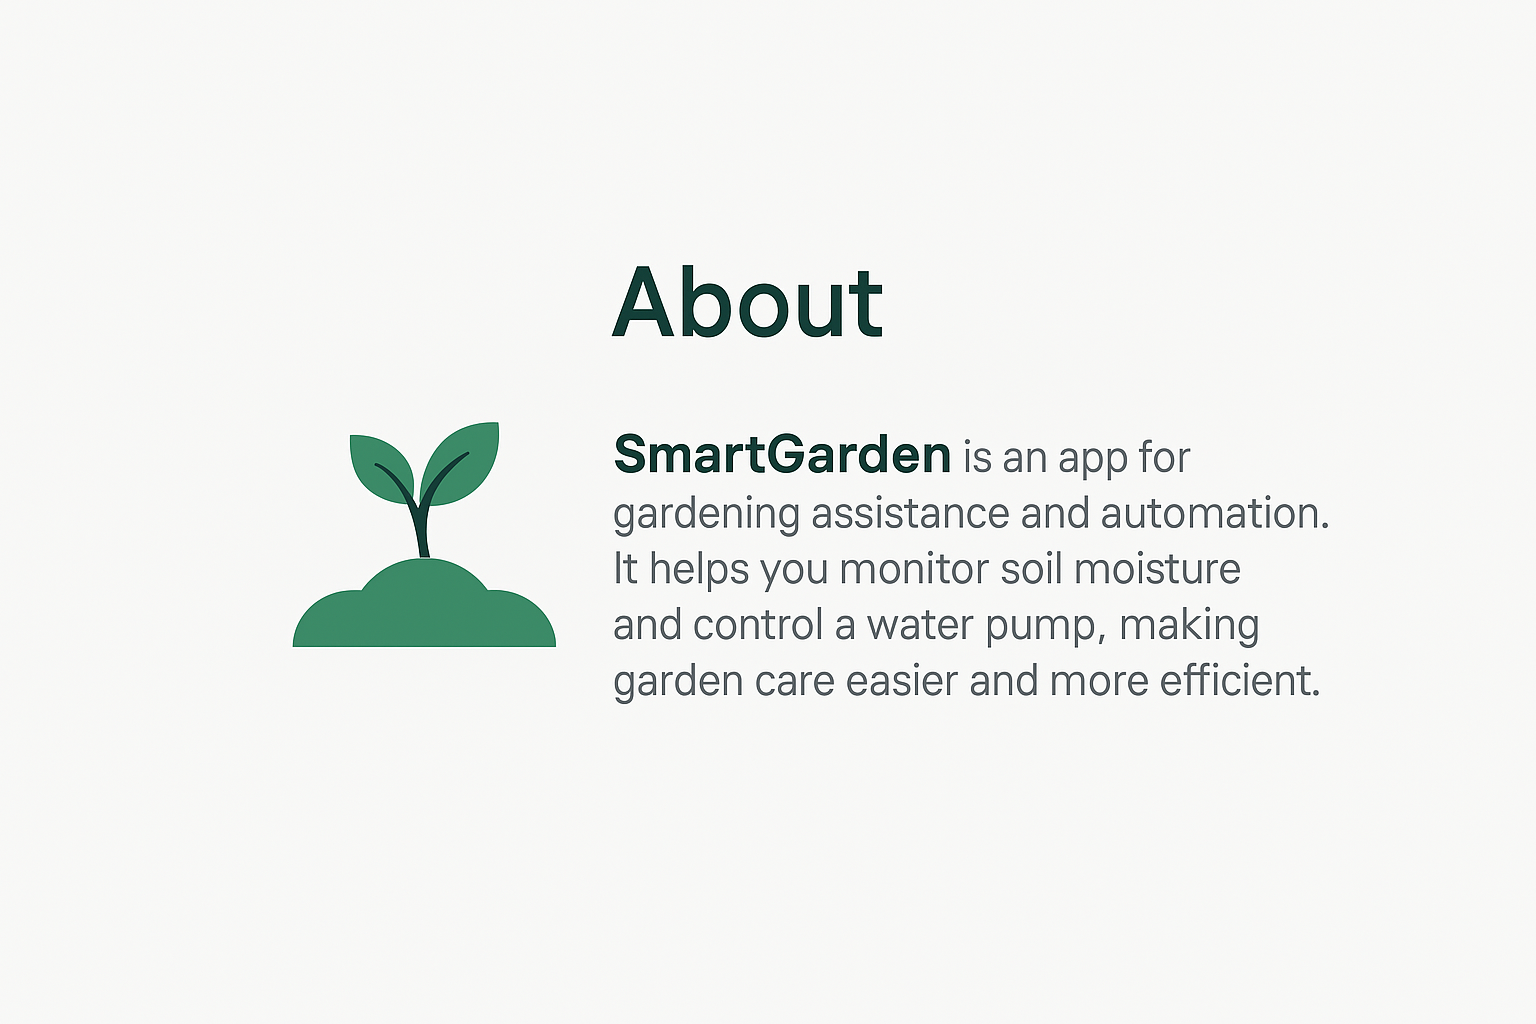 About
SmartGarden is an app for
gardening assistance and automation.
It helps you monitor soil moisture
and control a water pump, making
garden care easier and more efficient.